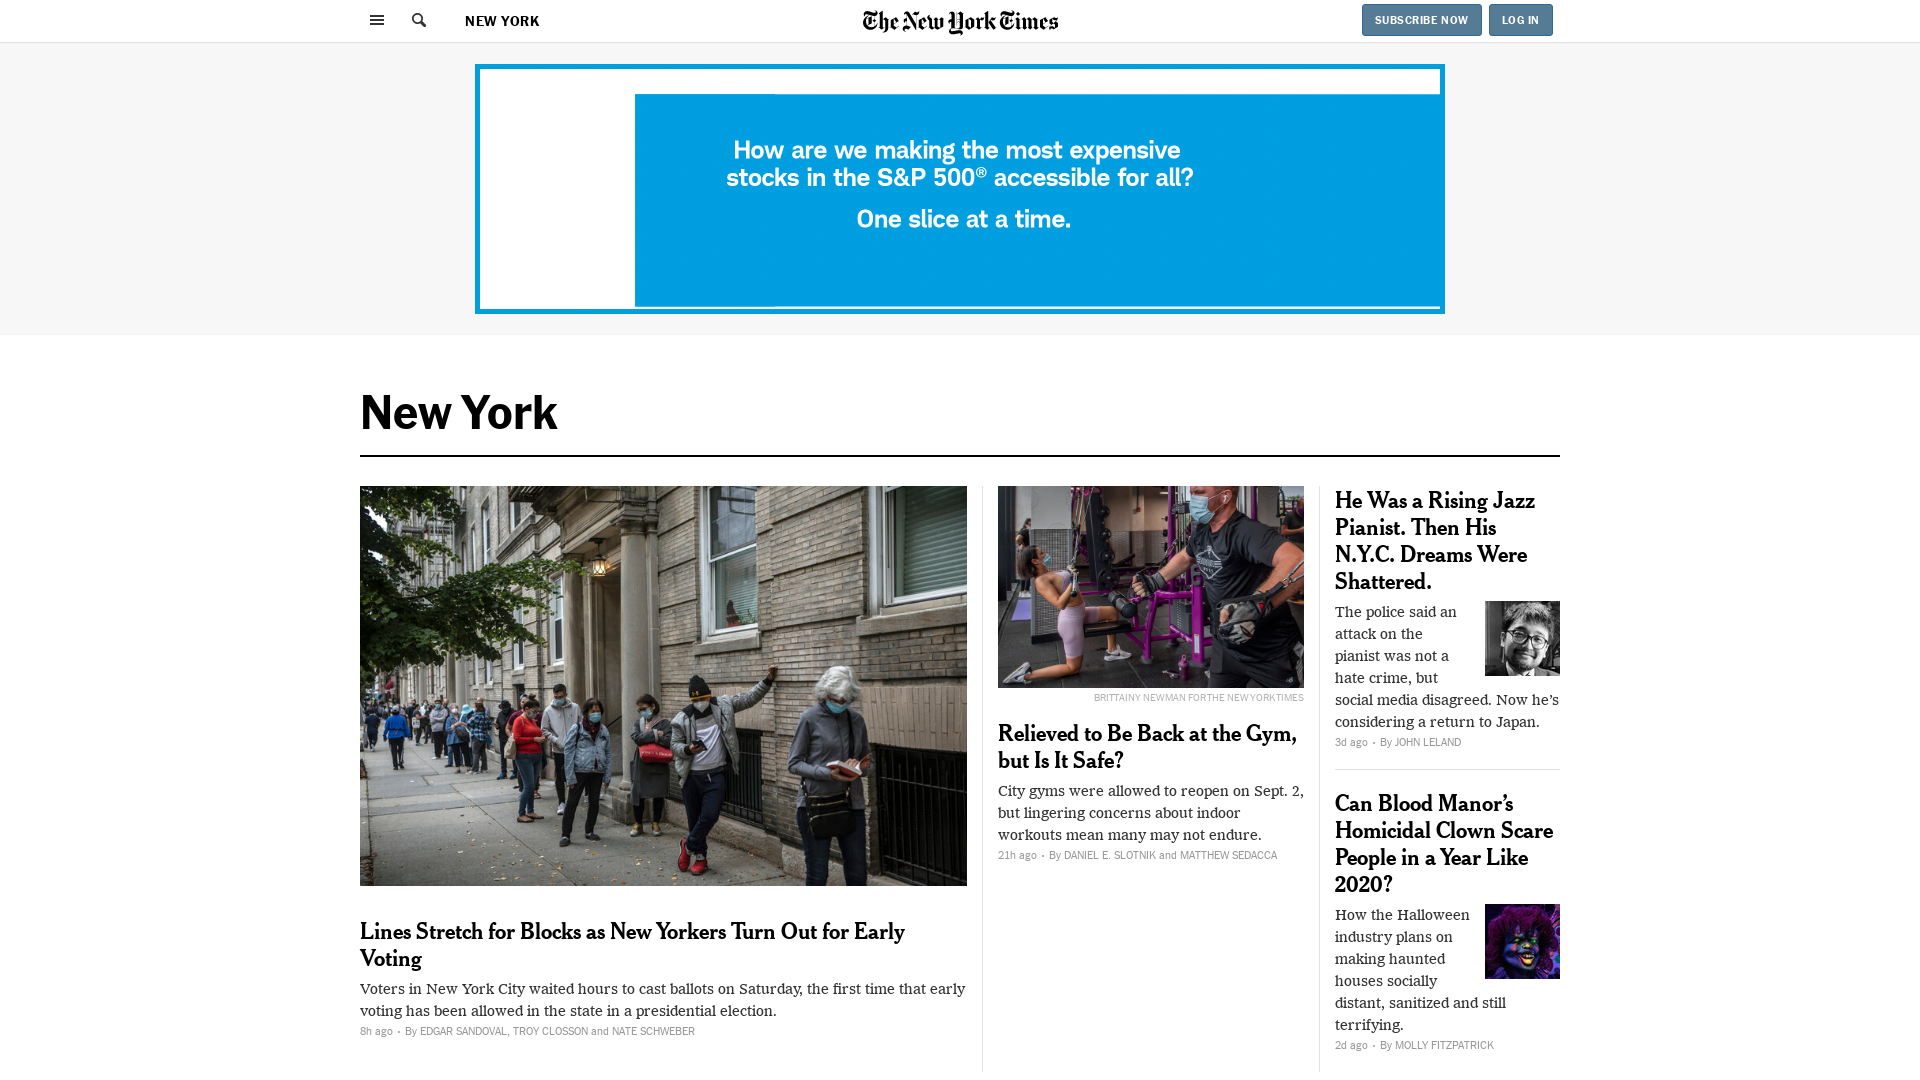 NEW YORK
The New York Times
SUBSCRIBE NOW
LOG IN
How are we making the most expensive
stocks in the S&P 500® accessible for all?
One slice at a time.
New York
Lines Stretch for Blocks as New Yorkers Turn Out for Early
Voting
Voters in New York City waited hours to cast ballots on Saturday, the first time that early
voting has been allowed in the state in a presidential election.
8h ago • By EDGAR SANDOVAL, TROY CLOSSON and NATE SCHWEBER
BRITTAINY NEWMAN FORTHE NEW YORKTIMES
Relieved to Be Back at the Gym,
but Is It Safe?
City gyms were allowed to reopen on Sept. 2,
but lingering concerns about indoor
workouts mean many may not endure.
21h ago • By DANIEL E. SLOTNIK and MATTHEW SEDACCA
He Was a Rising Jazz
Pianist. Then His
N.Y.C. Dreams Were
Shattered.
The police said an
attack on the
pianist was not a
hate crime, but
social media disagreed. Now he’s
considering a return to Japan.
3d ago • By JOHN LELAND
Can Blood Manor’s
Homicidal Clown Scare
People in a Year Like
2020?
How the Halloween
industry plans on
making haunted
houses socially
distant, sanitized and still
terrifying.
2d ago • By MOLLY FITZPATRICK